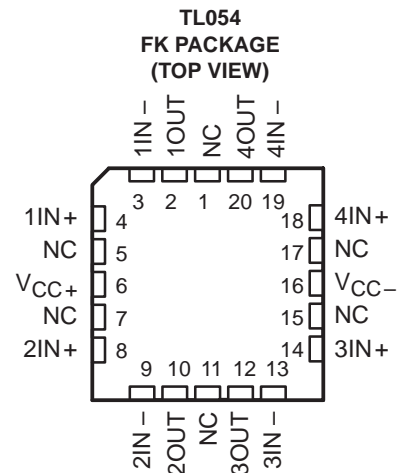 TL054
FK PACKAGE
(TOP VIEW)
1IN –
1OUT
NC
4OUT
4IN –
3 2 1 20 19
1IN+ 4 18 4IN+
NC 5 17 NC
VCC+ 6 16 VCC–
NC 7 15 NC
2IN+ 8 14 3IN+
9 10 11 12 13
2IN –
2OUT
NC
3OUT
3IN –